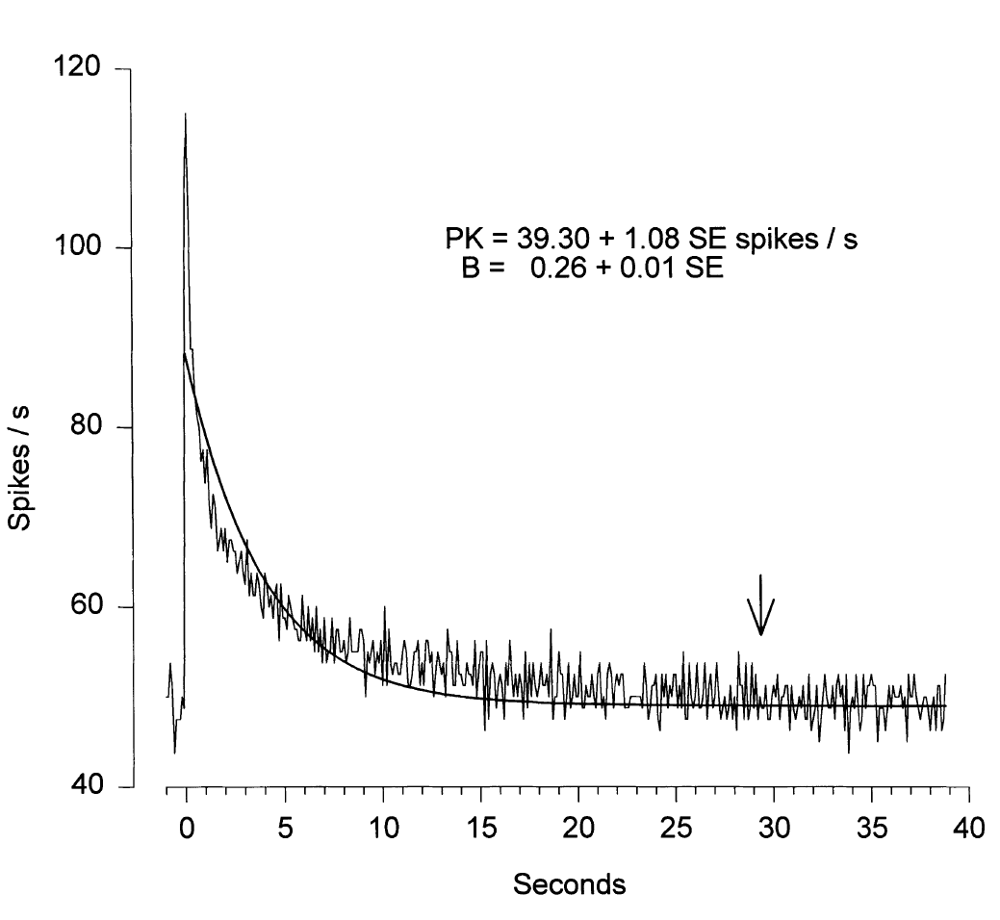 120
100
80
60
40
Spikes / s
PK = 39.30 + 1.08 SE spikes / s
B = 0.26 + 0.01 SE
0 5 10 15 20 25 30 35 40
Seconds